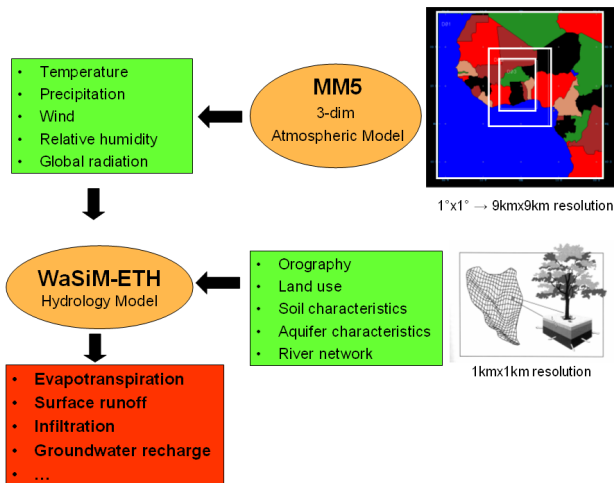 • Temperature
• Precipitation
• Wind
• Relative humidity
• Global radiation
MM5
3-dim
Atmospheric Model
1°x1° → 9kmx9km resolution
WaSiM-ETH
Hydrology Model
• Orography
• Land use
• Soil characteristics
• Aquifer characteristics
• River network
1kmx1km resolution
• Evapotranspiration
• Surface runoff
• Infiltration
• Groundwater recharge
• ...